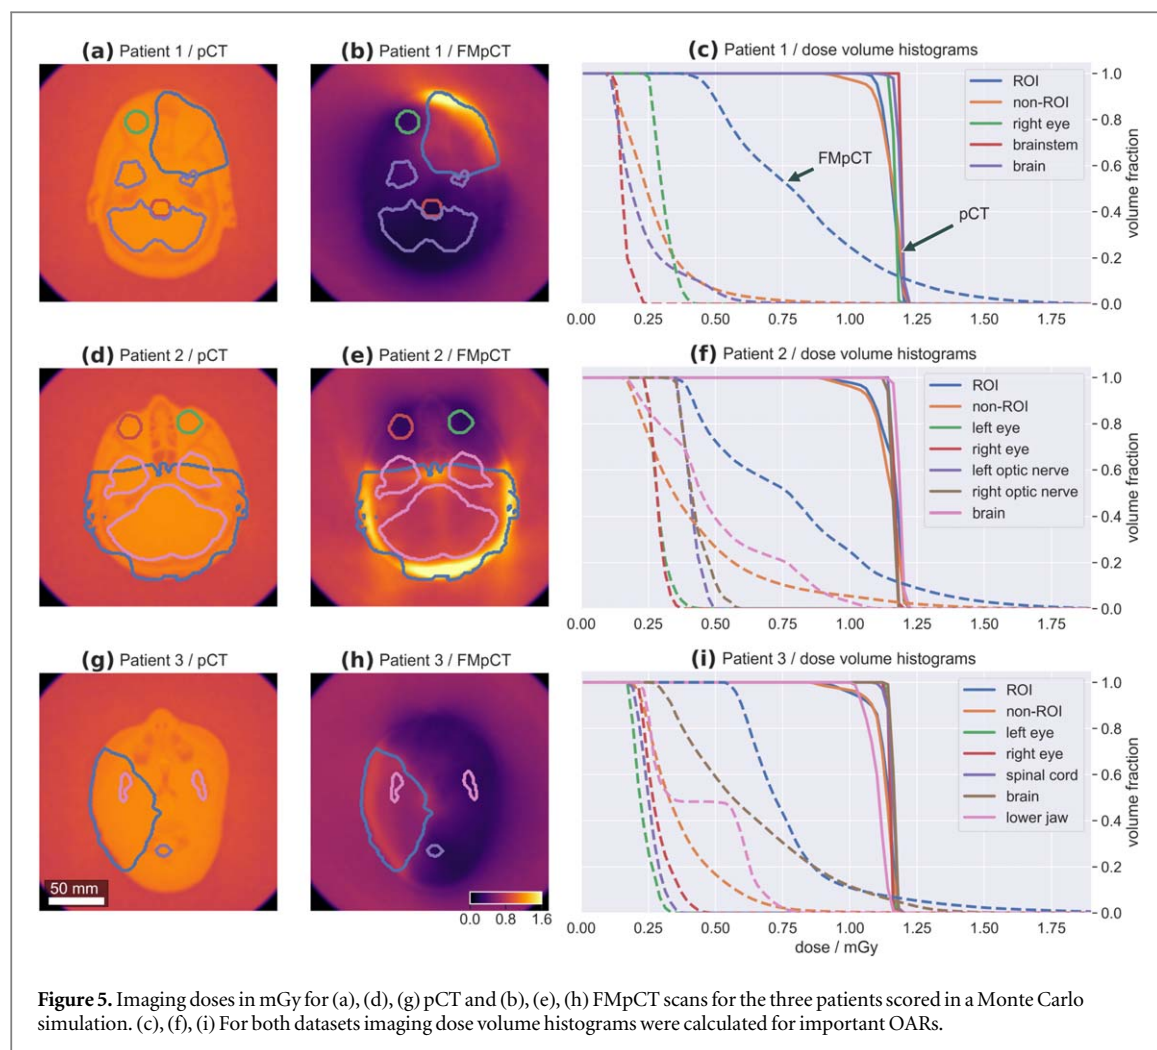 (a) Patient 1 / pCT
(b) Patient 1 / FMpCT
(c) Patient 1 / dose volume histograms
ROI
non-ROI
right eye
brainstem
brain
FMpCT
pCT
1.0
0.8
0.6
0.4
0.2
0.0
volume fraction
0.00 0.25 0.50 0.75 1.00 1.25 1.50 1.75
(d) Patient 2 / pCT
(e) Patient 2 / FMpCT
(f) Patient 2 / dose volume histograms
ROI
non-ROI
left eye
right eye
left optic nerve
right optic nerve
brain
1.0
0.8
0.6
0.4
0.2
0.0
volume fraction
0.00 0.25 0.50 0.75 1.00 1.25 1.50 1.75
(g) Patient 3 / pCT
50 mm
(h) Patient 3 / FMpCT
0.0 0.8 1.6
(i) Patient 3 / dose volume histograms
ROI
non-ROI
left eye
right eye
spinal cord
brain
lower jaw
1.0
0.8
0.6
0.4
0.2
0.0
volume fraction
0.00 0.25 0.50 0.75 1.00 1.25 1.50 1.75
dose / mGy
Figure 5. Imaging doses in mGy for (a), (d), (g) pCT and (b), (e), (h) FMpCT scans for the three patients scored in a Monte Carlo
simulation. (c), (f), (i) For both datasets imaging dose volume histograms were calculated for important OARs.